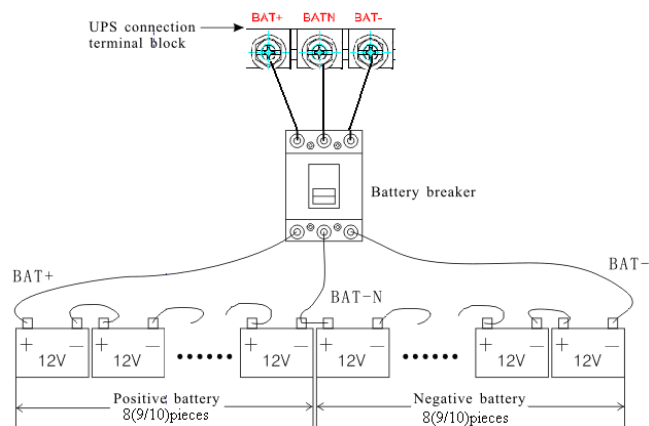 BAT+ BATN BAT-
UPS connection
terminal block
Battery breaker
BAT+
BAT-
BAT-N
+ - + - + - + - + - + -
12V 12V 12V 12V 12V 12V
Positive battery
8(9/10)pieces
Negative battery
8(9/10)pieces